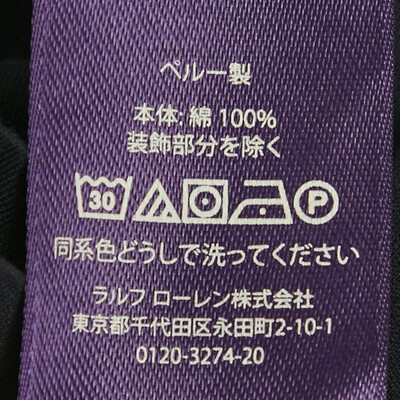 ペルー製
本体: 綿 100%
装飾部分を除く
30 P
同系色どうしで洗ってください
ラルフ ローレン株式会社
東京都千代田区永田町2-10-1
0120-3274-20